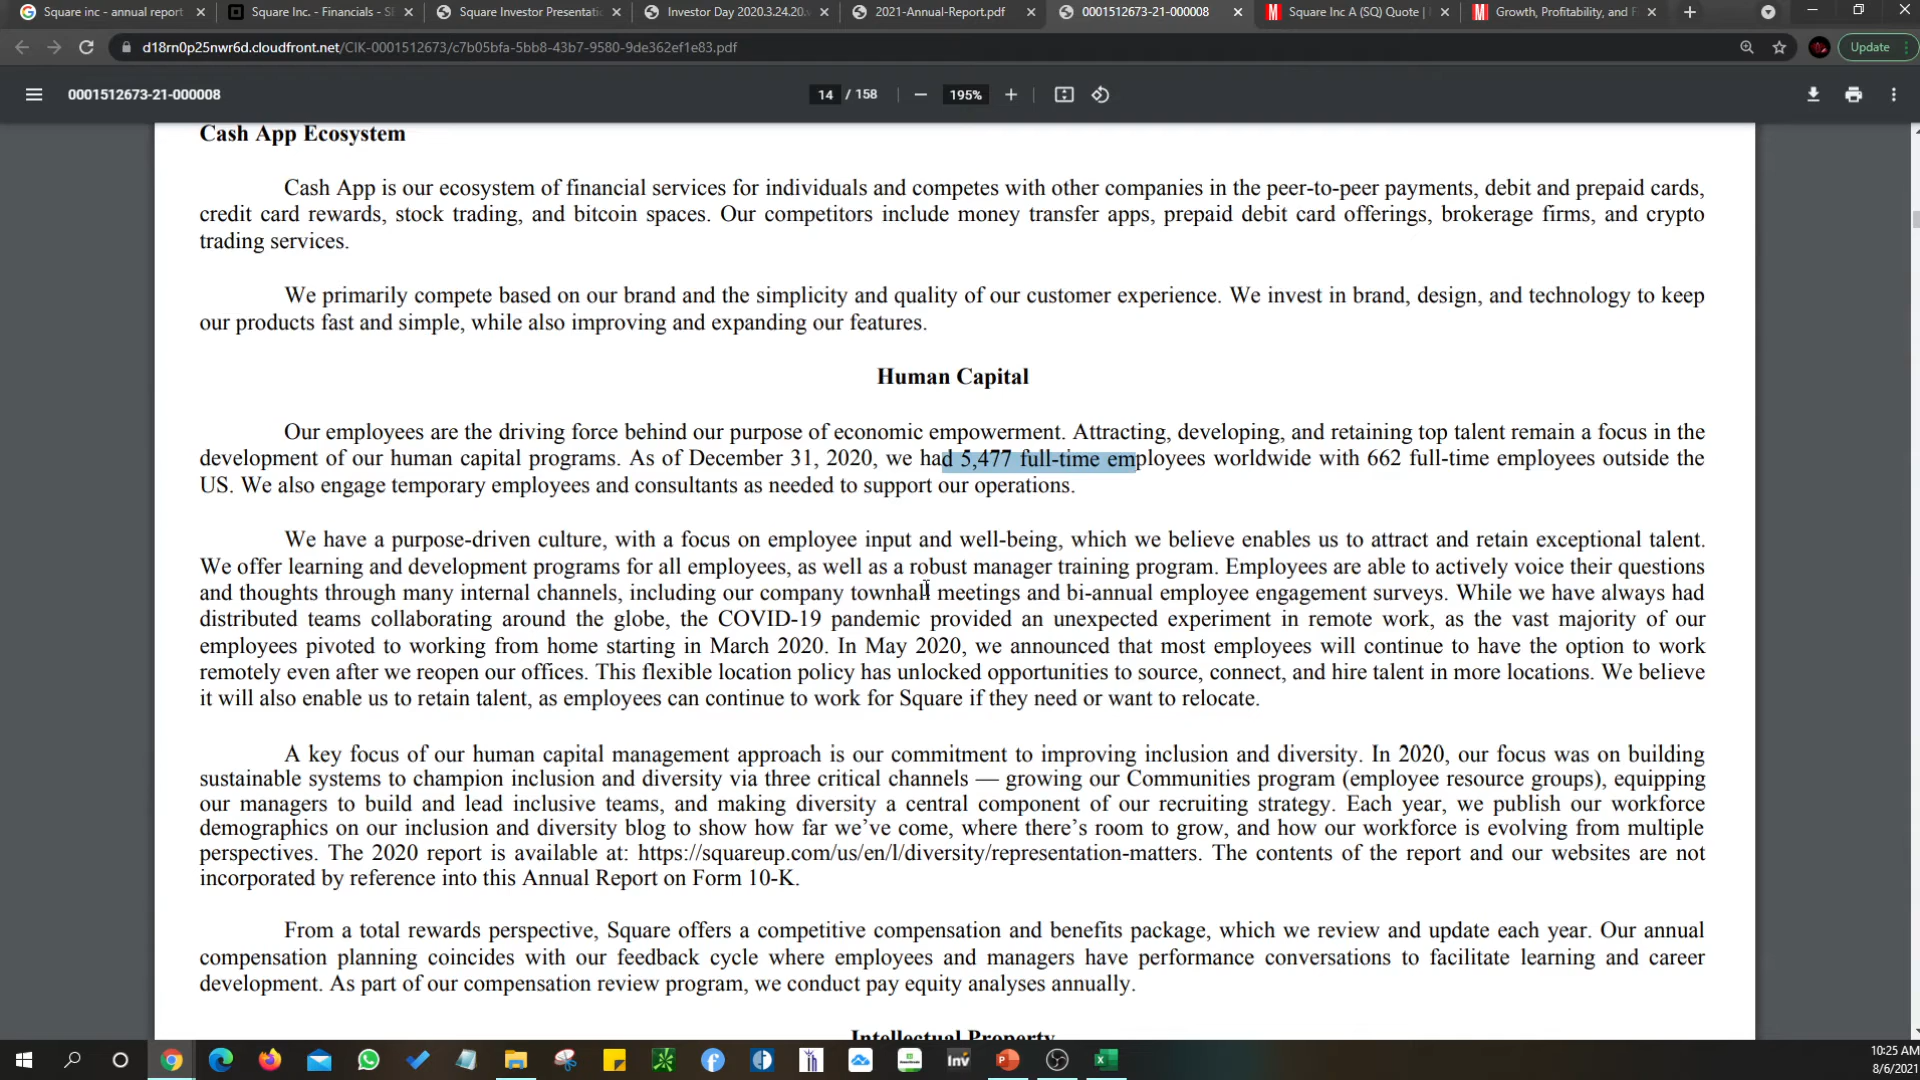 Square inc - annual report
Square Inc. - Financials - SE
Square Investor Presentatio
Investor Day 2020.3.24.20.v
2021-Annual-Report.pdf
0001512673-21-000008
Square Inc A (SQ) Quote |
Growth, Profitability, and F
d18rn0p25nwr6d.cloudfront.net/CIK-0001512673/c7b05bfa-5bb8-43b7-9580-9de362ef1e83.pdf
Update
0001512673-21-000008
14 / 158
195%
Cash App Ecosystem
Cash App is our ecosystem of financial services for individuals and competes with other companies in the peer-to-peer payments, debit and prepaid cards,
credit card rewards, stock trading, and bitcoin spaces. Our competitors include money transfer apps, prepaid debit card offerings, brokerage firms, and crypto
trading services.
We primarily compete based on our brand and the simplicity and quality of our customer experience. We invest in brand, design, and technology to keep
our products fast and simple, while also improving and expanding our features.
Human Capital
Our employees are the driving force behind our purpose of economic empowerment. Attracting, developing, and retaining top talent remain a focus in the
development of our human capital programs. As of December 31, 2020, we had 5,477 full-time employees worldwide with 662 full-time employees outside the
US. We also engage temporary employees and consultants as needed to support our operations.
We have a purpose-driven culture, with a focus on employee input and well-being, which we believe enables us to attract and retain exceptional talent.
We offer learning and development programs for all employees, as well as a robust manager training program. Employees are able to actively voice their questions
and thoughts through many internal channels, including our company townhall meetings and bi-annual employee engagement surveys. While we have always had
distributed teams collaborating around the globe, the COVID-19 pandemic provided an unexpected experiment in remote work, as the vast majority of our
employees pivoted to working from home starting in March 2020. In May 2020, we announced that most employees will continue to have the option to work
remotely even after we reopen our offices. This flexible location policy has unlocked opportunities to source, connect, and hire talent in more locations. We believe
it will also enable us to retain talent, as employees can continue to work for Square if they need or want to relocate.
A key focus of our human capital management approach is our commitment to improving inclusion and diversity. In 2020, our focus was on building
sustainable systems to champion inclusion and diversity via three critical channels — growing our Communities program (employee resource groups), equipping
our managers to build and lead inclusive teams, and making diversity a central component of our recruiting strategy. Each year, we publish our workforce
demographics on our inclusion and diversity blog to show how far we’ve come, where there’s room to grow, and how our workforce is evolving from multiple
perspectives. The 2020 report is available at: https://squareup.com/us/en/l/diversity/representation-matters. The contents of the report and our websites are not
incorporated by reference into this Annual Report on Form 10-K.
From a total rewards perspective, Square offers a competitive compensation and benefits package, which we review and update each year. Our annual
compensation planning coincides with our feedback cycle where employees and managers have performance conversations to facilitate learning and career
development. As part of our compensation review program, we conduct pay equity analyses annually.
Intellectual Property
Inv
10:25 AM
8/6/2021